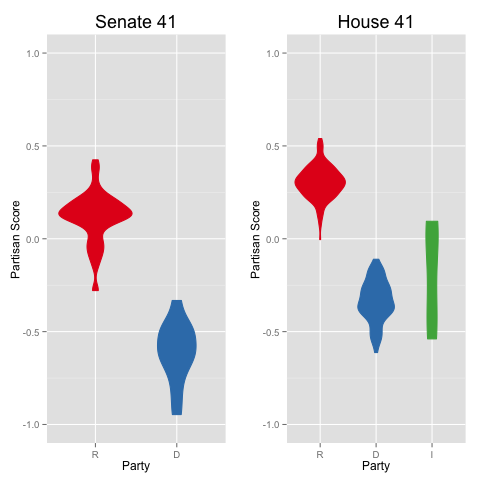 Senate 41
Partisan Score
1.0
0.5
0.0
-0.5
-1.0
R D
Party
House 41
Partisan Score
1.0
0.5
0.0
-0.5
-1.0
R D I
Party